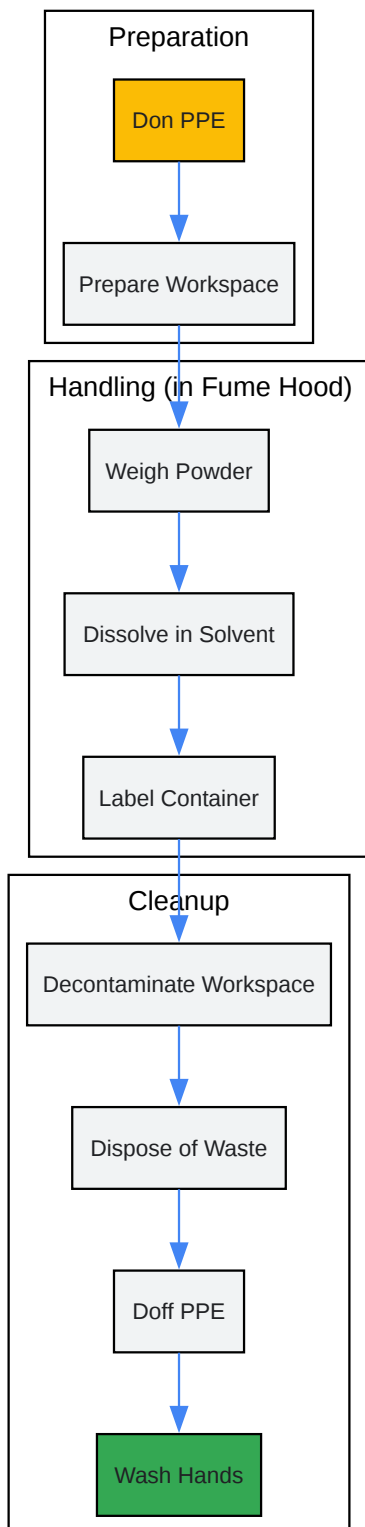 Preparation
Don PPE
Prepare Workspace
Handling (in Fume Hood)
Weigh Powder
Dissolve in Solvent
Label Container
Cleanup
Decontaminate Workspace
Dispose of Waste
Doff PPE
Wash Hands